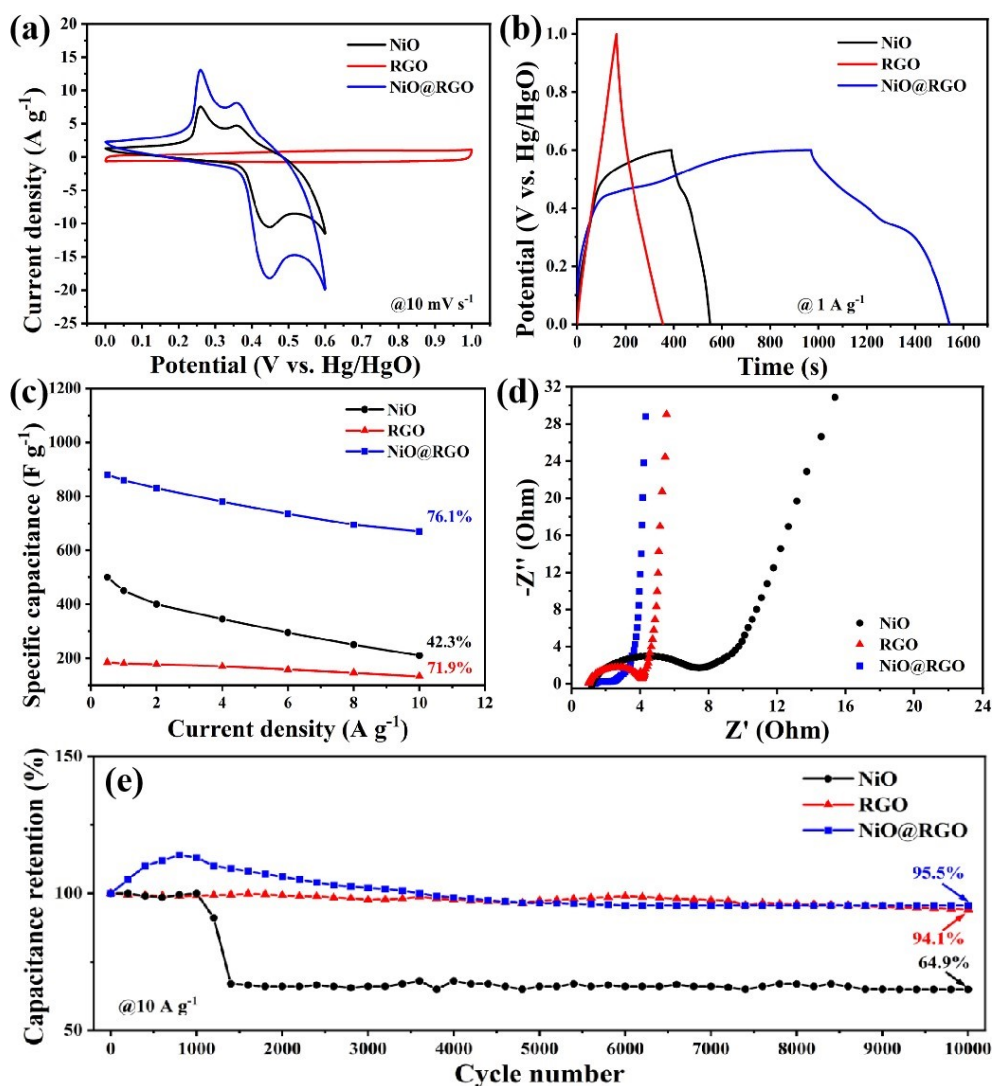 (a)
NiO
RGO
NiO@RGO
Current density (A g⁻¹)
20
15
10
5
0
-5
-10
-15
-20
-25
@10 mV s⁻¹
0.0 0.1 0.2 0.3 0.4 0.5 0.6 0.7 0.8 0.9 1.0
Potential (V vs. Hg/HgO)
(b)
NiO
RGO
NiO@RGO
Potential (V vs. Hg/HgO)
1.0
0.8
0.6
0.4
0.2
0.0
@ 1 A g⁻¹
0 200 400 600 800 1000 1200 1400 1600
Time (s)
(c)
NiO
RGO
NiO@RGO
Specific capacitance (F g⁻¹)
1200
1000
800
600
400
200
76.1%
42.3%
71.9%
0 2 4 6 8 10 12
Current density (A g⁻¹)
(d)
-Z'' (Ohm)
32
28
24
20
16
12
8
4
0
NiO
RGO
NiO@RGO
0 4 8 12 16 20 24
Z' (Ohm)
(e)
NiO
RGO
NiO@RGO
Capacitance retention (%)
150
100
50
95.5%
94.1%
64.9%
@10 A g⁻¹
0 1000 2000 3000 4000 5000 6000 7000 8000 9000 10000
Cycle number